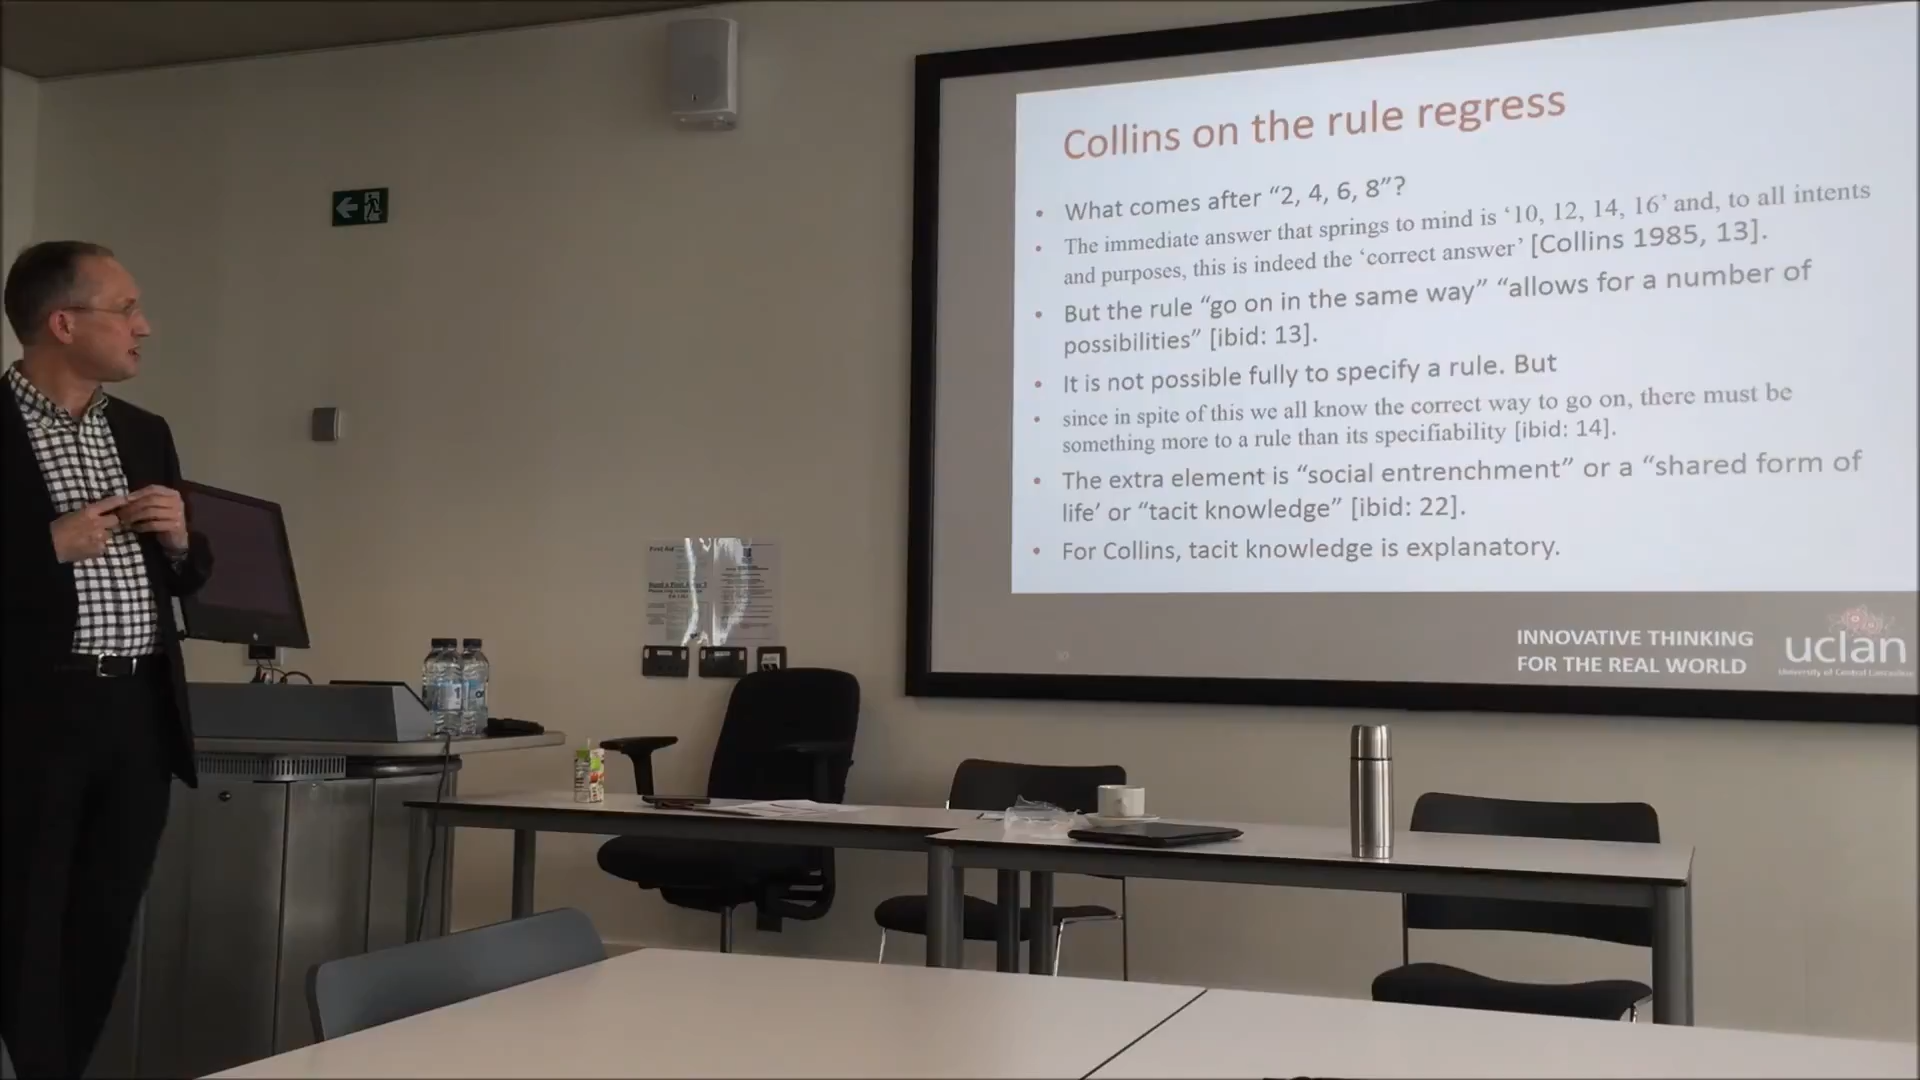 Collins on the rule regress
• What comes after “2, 4, 6, 8”?
• The immediate answer that springs to mind is ‘10, 12, 14, 16’ and, to all intents
and purposes, this is indeed the ‘correct answer’ [Collins 1985, 13].
• But the rule “go on in the same way” “allows for a number of
possibilities” [ibid: 13].
• It is not possible fully to specify a rule. But
• since in spite of this we all know the correct way to go on, there must be
something more to a rule than its specifiability [ibid: 14].
• The extra element is “social entrenchment” or a “shared form of
life’ or “tacit knowledge” [ibid: 22].
• For Collins, tacit knowledge is explanatory.
INNOVATIVE THINKING
FOR THE REAL WORLD
uclan
University of Central Lancashire
First Aid